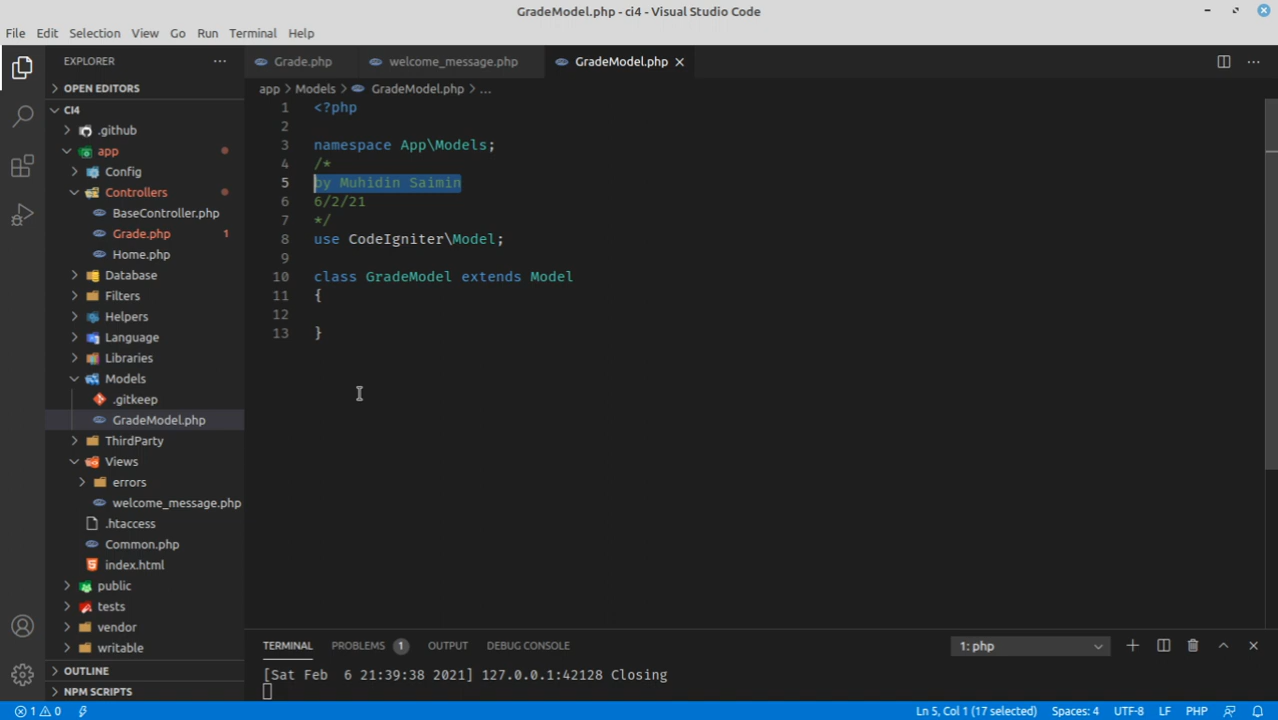 GradeModel.php - ci4 - Visual Studio Code
File Edit Selection View Go Run Terminal Help
EXPLORER ...
OPEN EDITORS
CI4
.github
app
Config
Controllers
BaseController.php
Grade.php 1
Home.php
Database
Filters
Helpers
Language
Libraries
Models
.gitkeep
GradeModel.php
ThirdParty
Views
errors
welcome_message.php
.htaccess
Common.php
index.html
public
tests
vendor
writable
OUTLINE
NPM SCRIPTS
Grade.php welcome_message.php GradeModel.php
app > Models > GradeModel.php > ...
1 <?php
2
3 namespace App\Models;
4 /*
5 by Muhidin Saimin
6 6/2/21
7 */
8 use CodeIgniter\Model;
9
10 class GradeModel extends Model
11 {
12
13 }
TERMINAL PROBLEMS 1 OUTPUT DEBUG CONSOLE 1: php
[Sat Feb  6 21:39:38 2021] 127.0.0.1:42128 Closing
1 0 Ln 5, Col 1 (17 selected) Spaces: 4 UTF-8 LF PHP